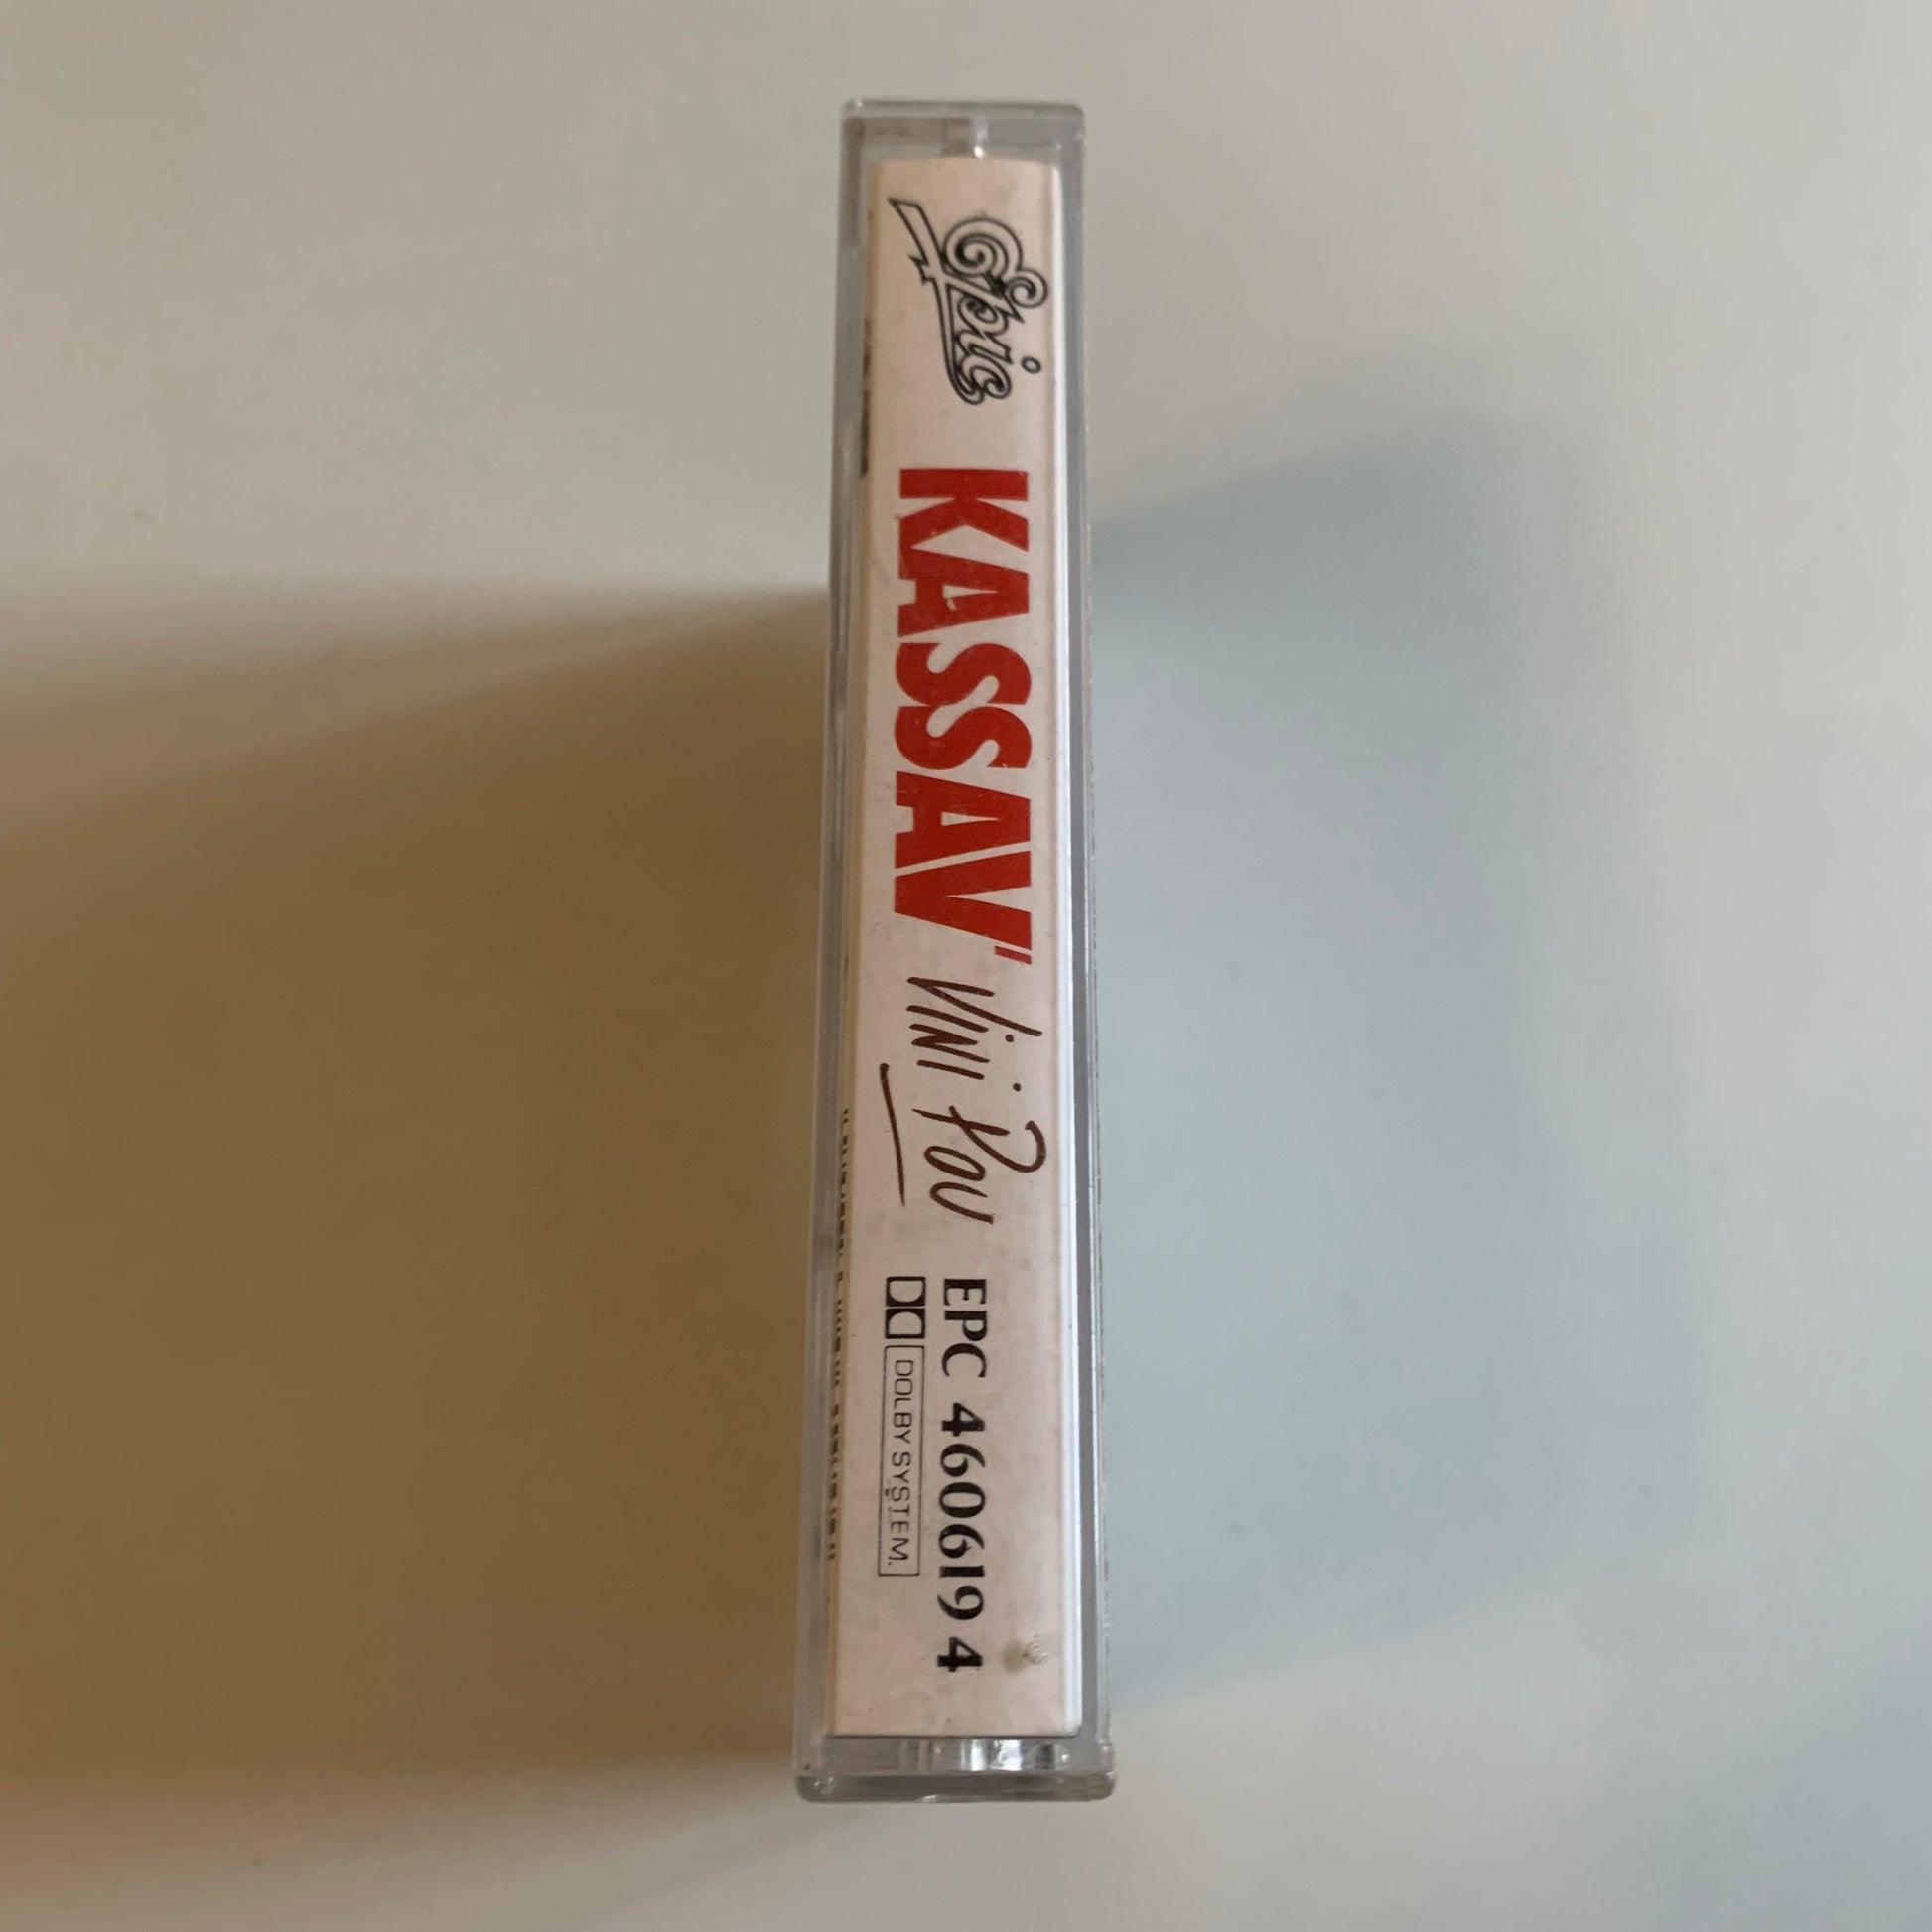 Epic
KASSAV'
Vini Pou
EPC 460619 4
DOLBY SYSTEM.